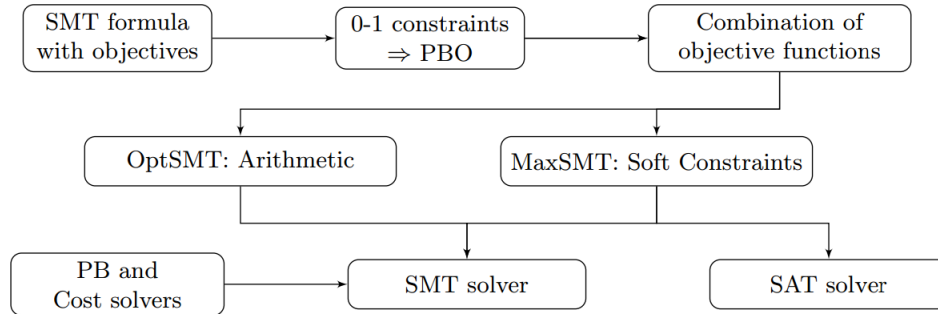 SMT formula
with objectives
0-1 constraints
⇒ PBO
Combination of
objective functions
OptSMT: Arithmetic
MaxSMT: Soft Constraints
PB and
Cost solvers
SMT solver
SAT solver